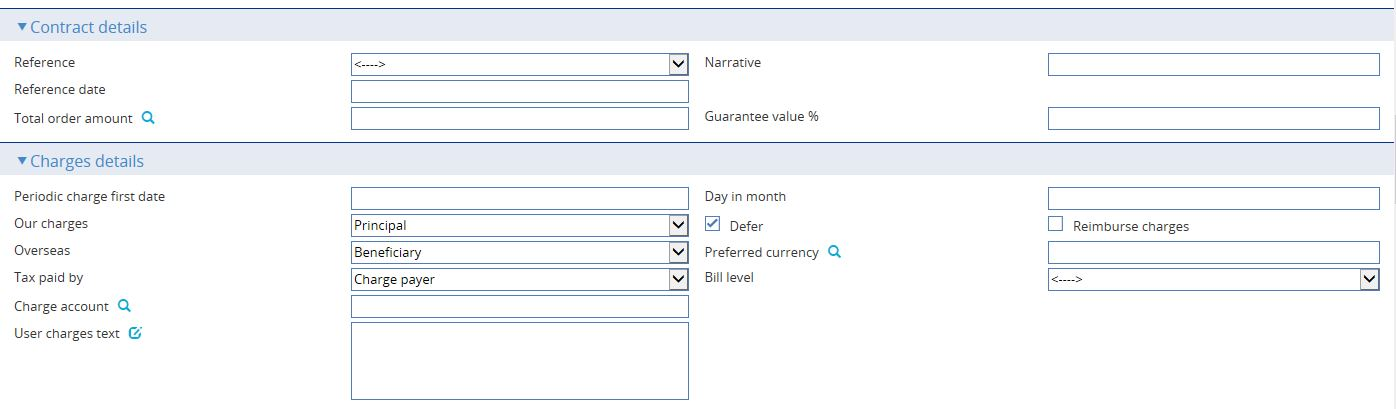 Contract details
Reference <----> Narrative
Reference date
Total order amount Guarantee value %
Charges details
Periodic charge first date Day in month
Our charges Principal Defer Reimburse charges
Overseas Beneficiary Preferred currency
Tax paid by Charge payer Bill level <---->
Charge account
User charges text